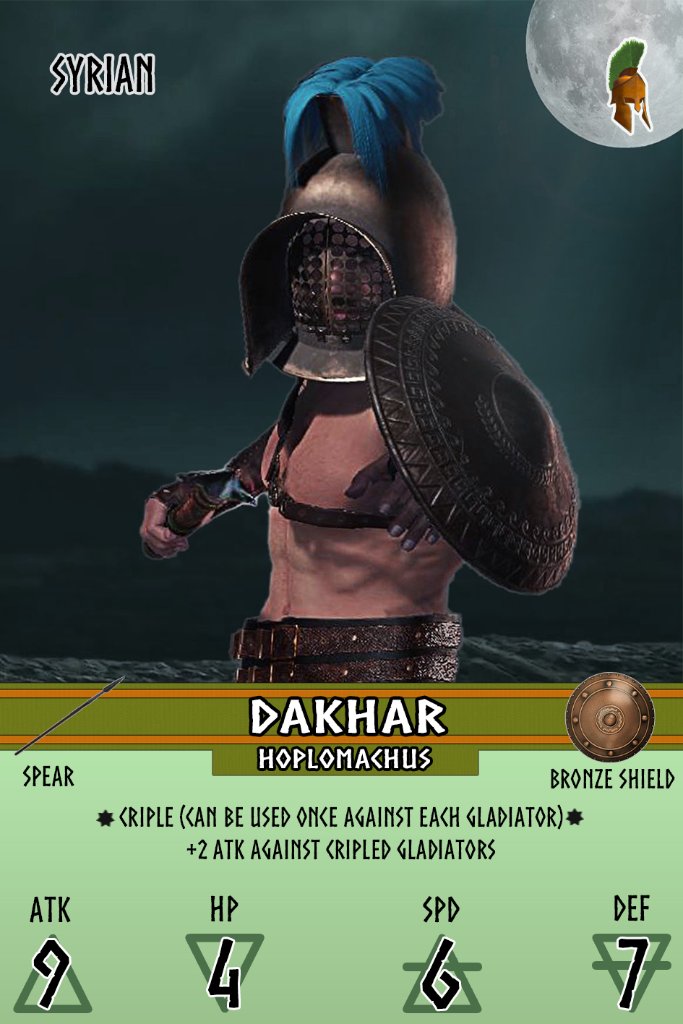 SYRIAN
DAKHAR
HOPLOMACHUS
SPEAR
BRONZE SHIELD
CRIPLE (CAN BE USED ONCE AGAINST EACH GLADIATOR)
+2 ATK AGAINST CRIPLED GLADIATORS
ATK HP SPD DEF
9 4 6 7